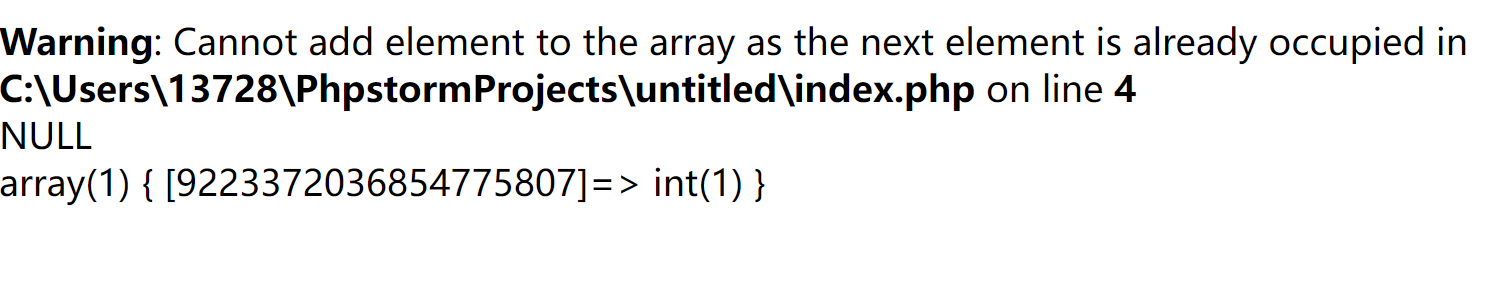 Warning: Cannot add element to the array as the next element is already occupied in
C:\Users\13728\PhpstormProjects\untitled\index.php on line 4
NULL
array(1) { [9223372036854775807]=> int(1) }